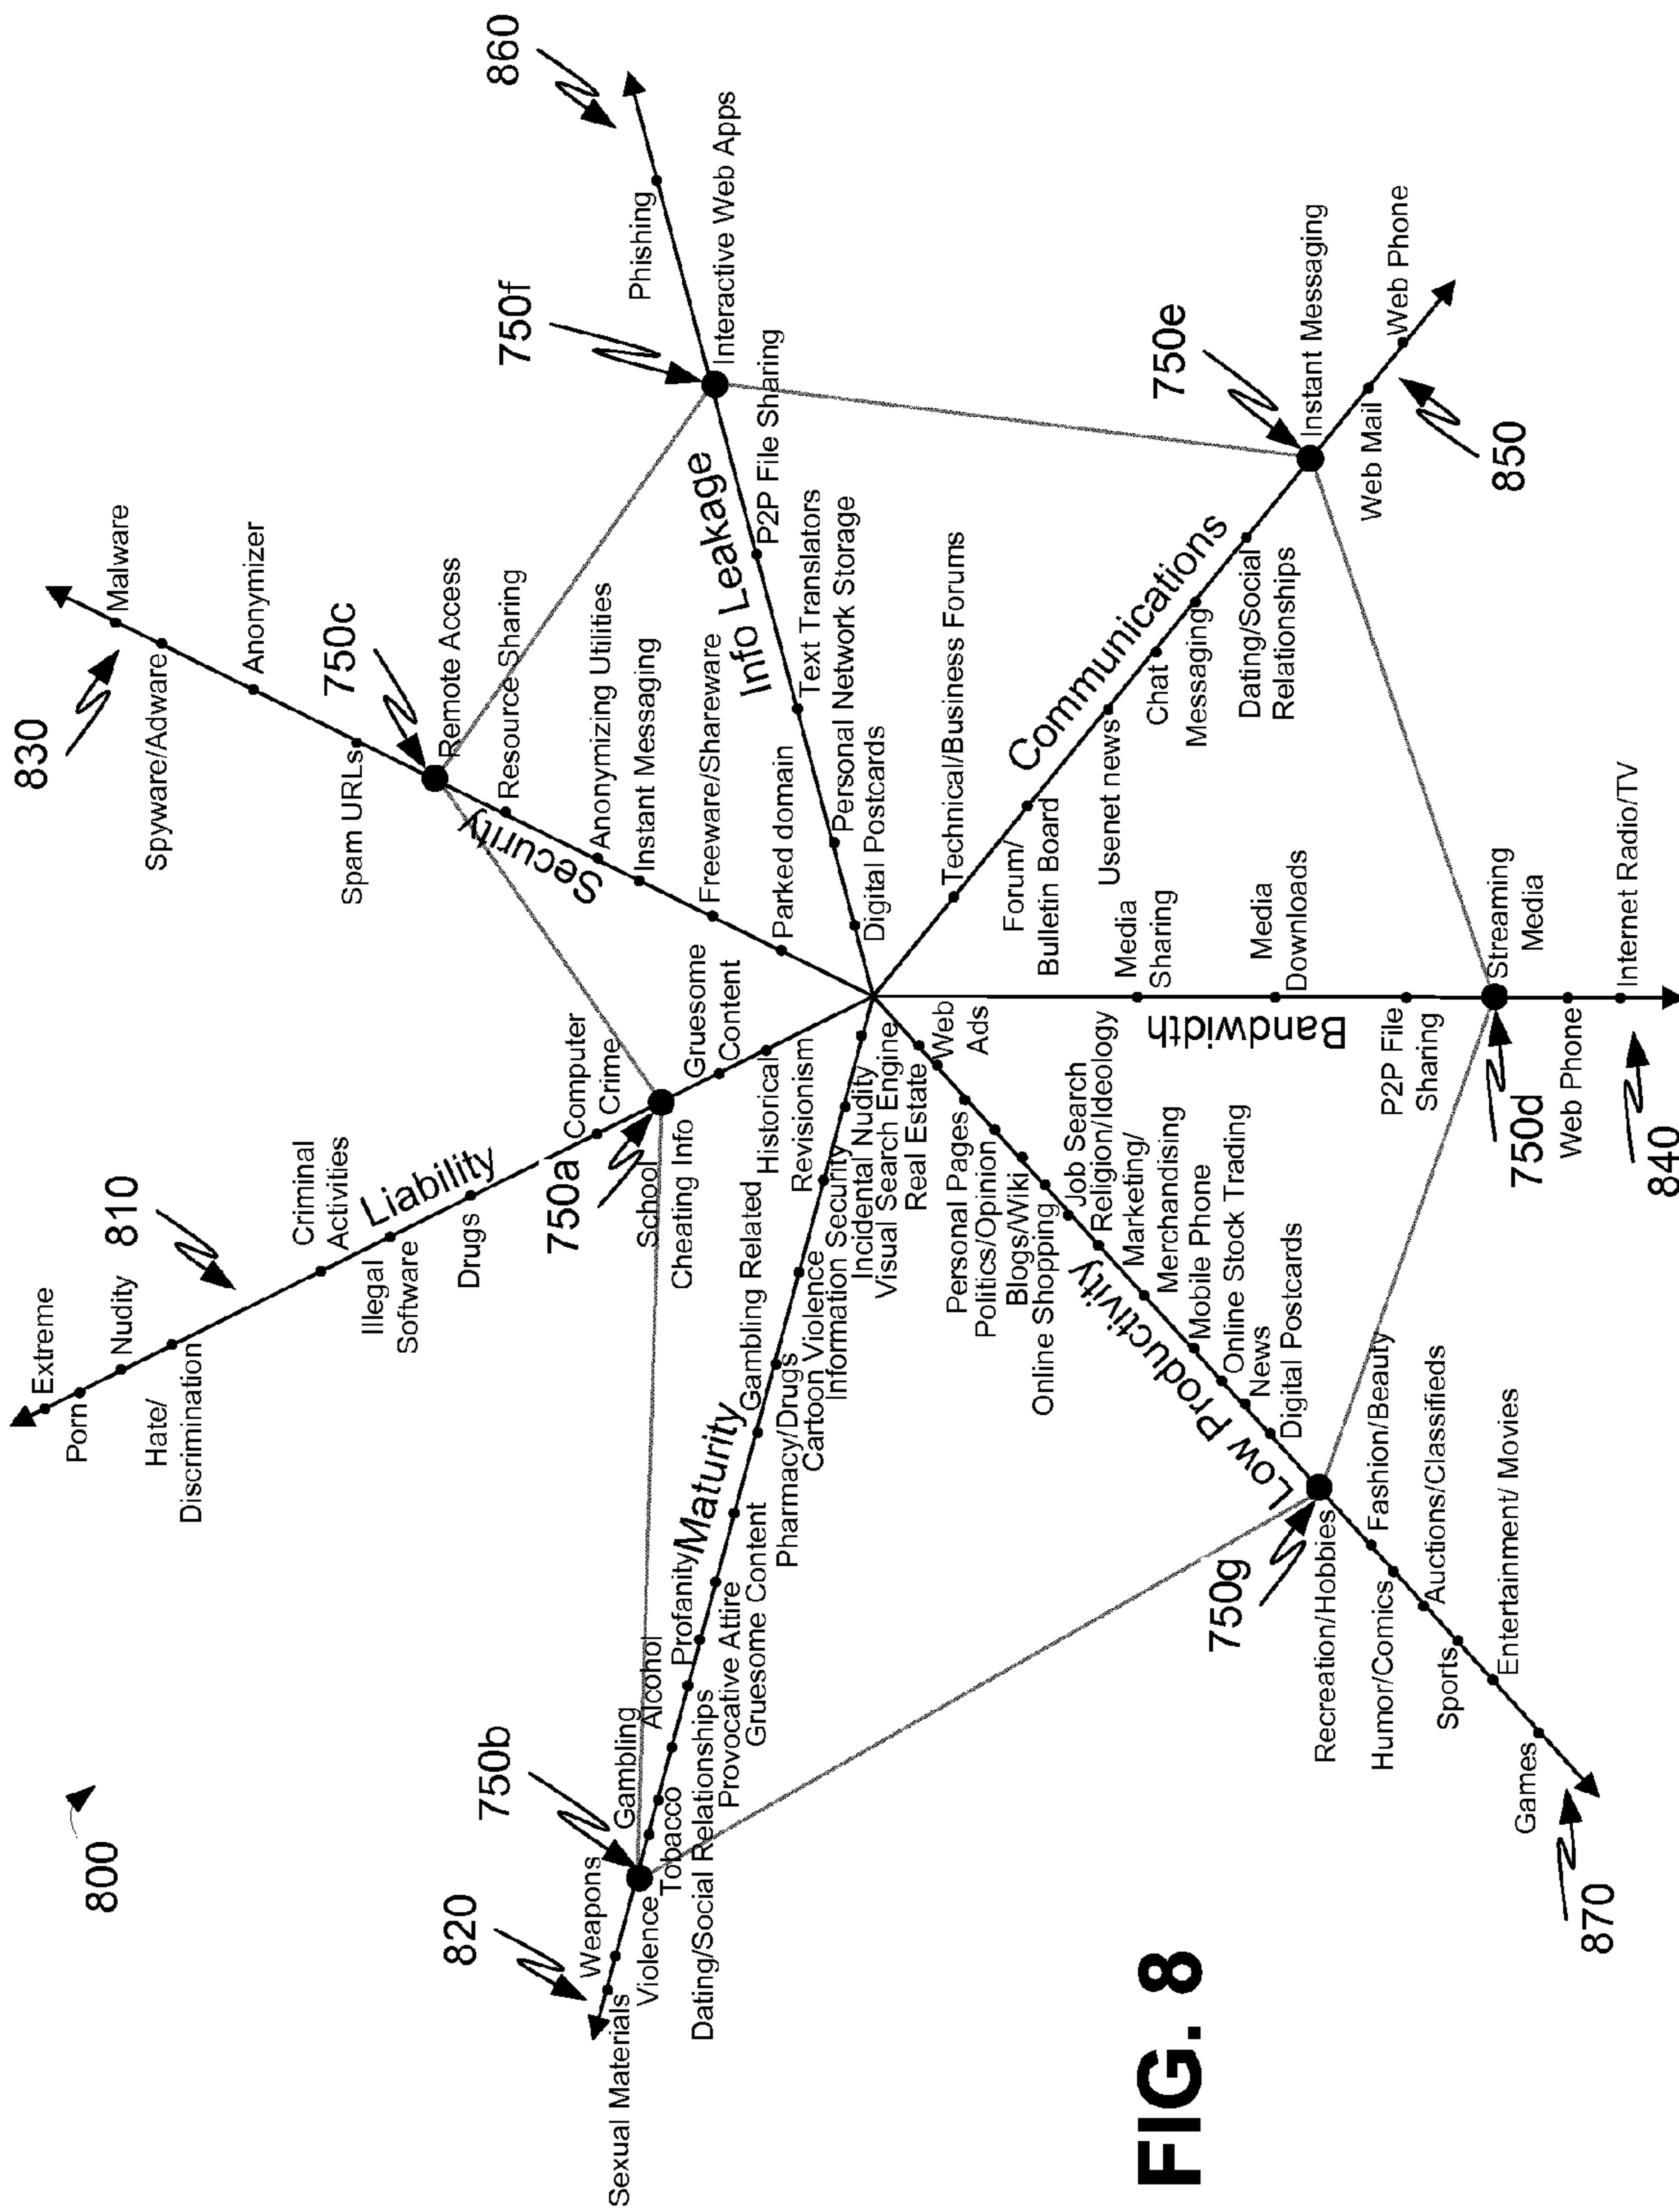 800
810
Extreme
Porn
Nudity
Hate/
Discrimination
Criminal
Activities
Illegal
Software
Liability
Drugs
Computer
Crime
750a
School
Cheating Info
Gruesome
Content
Historical
Revisionism
820
Sexual Materials
Weapons
Violence
750b
Gambling
Tobacco
Alcohol
Dating/Social Relationships
Profanity
Provocative Attire
Gruesome Content
Maturity
Pharmacy/Drugs
Gambling Related
Cartoon Violence
Information Security
Incidental Nudity
Visual Search Engine
830
Malware
Spyware/Adware
Anonymizer
Spam URLs
750c
Remote Access
Security
Resource Sharing
Anonymizing Utilities
Instant Messaging
Freeware/Shareware
Parked domain
860
Phishing
750f
Interactive Web Apps
P2P File Sharing
Info Leakage
Text Translators
Personal Network Storage
Digital Postcards
Technical/Business Forums
Forum/
Bulletin Board
Communications
Usenet news
Chat
Messaging
Dating/Social
Relationships
750e
Instant Messaging
Web Mail
Web Phone
850
Media
Sharing
Media
Downloads
Bandwidth
P2P File
Sharing
Streaming
Media
750d
Web Phone
Internet Radio/TV
840
Real Estate
Web
Ads
Personal Pages
Politics/Opinion
Blogs/Wiki
Online Shopping
Job Search
Religion/Ideology
Marketing/
Merchandising
Low Productivity
Mobile Phone
Online Stock Trading
News
Digital Postcards
750g
Recreation/Hobbies
Fashion/Beauty
Humor/Comics
Auctions/Classifieds
Sports
Entertainment/ Movies
Games
870
FIG. 8